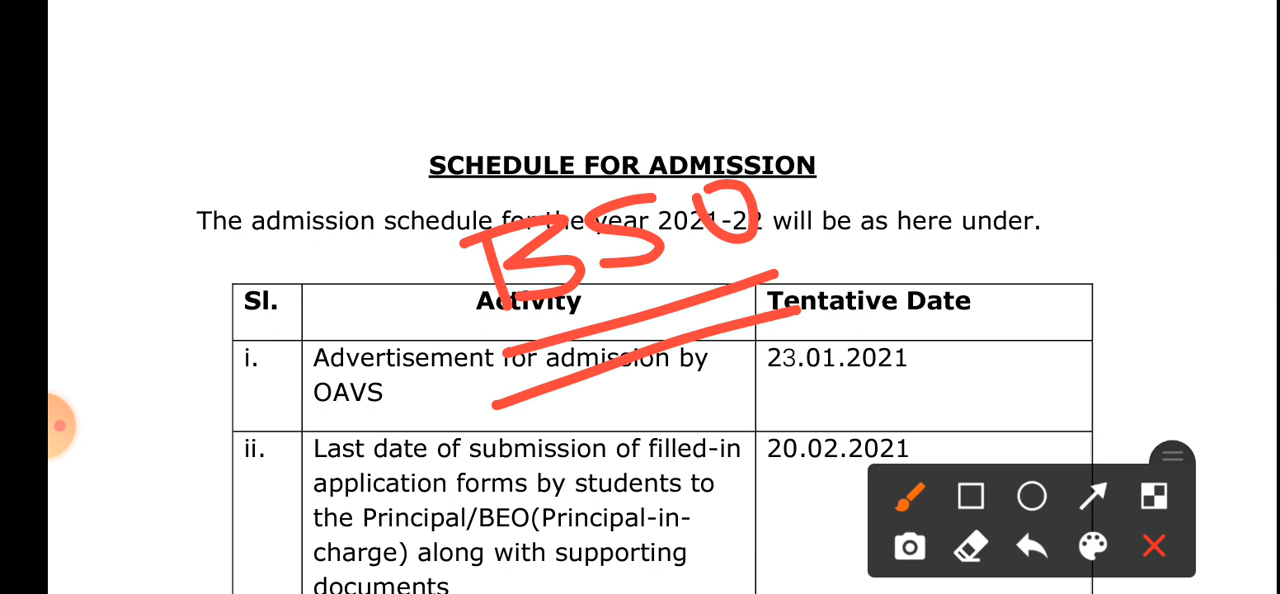 SCHEDULE FOR ADMISSION
The admission schedule for the year 2021-22 will be as here under.
BSO
Sl. Activity Tentative Date
i. Advertisement for admission by 23.01.2021
OAVS
ii. Last date of submission of filled-in 20.02.2021
application forms by students to
the Principal/BEO(Principal-in-
charge) along with supporting
documents